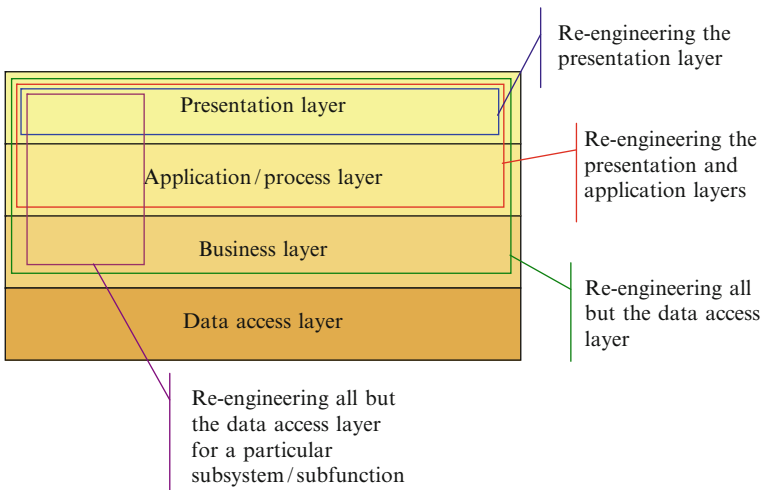 Re-engineering the
presentation layer
Presentation layer
Re-engineering the
presentation and
application layers
Application/process layer
Business layer
Re-engineering all
but the data access
layer
Data access layer
Re-engineering all but
the data access layer
for a particular
subsystem/subfunction